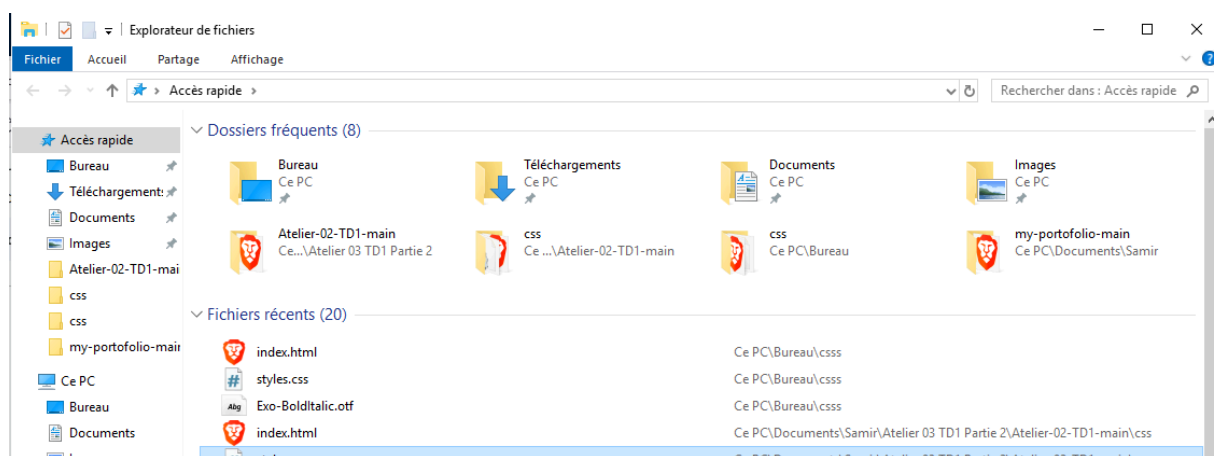 Explorateur de fichiers
Fichier Accueil Partage Affichage
Accès rapide Rechercher dans : Accès rapide
Accès rapide
Bureau
Téléchargement
Documents
Images
Atelier-02-TD1-mai
css
css
my-portofolio-main
Ce PC
Bureau
Documents
Dossiers fréquents (8)
Bureau
Ce PC
Téléchargements
Ce PC
Documents
Ce PC
Images
Ce PC
Atelier-02-TD1-main
Ce...\Atelier 03 TD1 Partie 2
css
Ce ...\Atelier-02-TD1-main
css
Ce PC\Bureau
my-portofolio-main
Ce PC\Documents\Samir
Fichiers récents (20)
index.html Ce PC\Bureau\csss
# styles.css Ce PC\Bureau\csss
Abg Exo-BoldItalic.otf Ce PC\Bureau\csss
index.html Ce PC\Documents\Samir\Atelier 03 TD1 Partie 2\Atelier-02-TD1-main\css